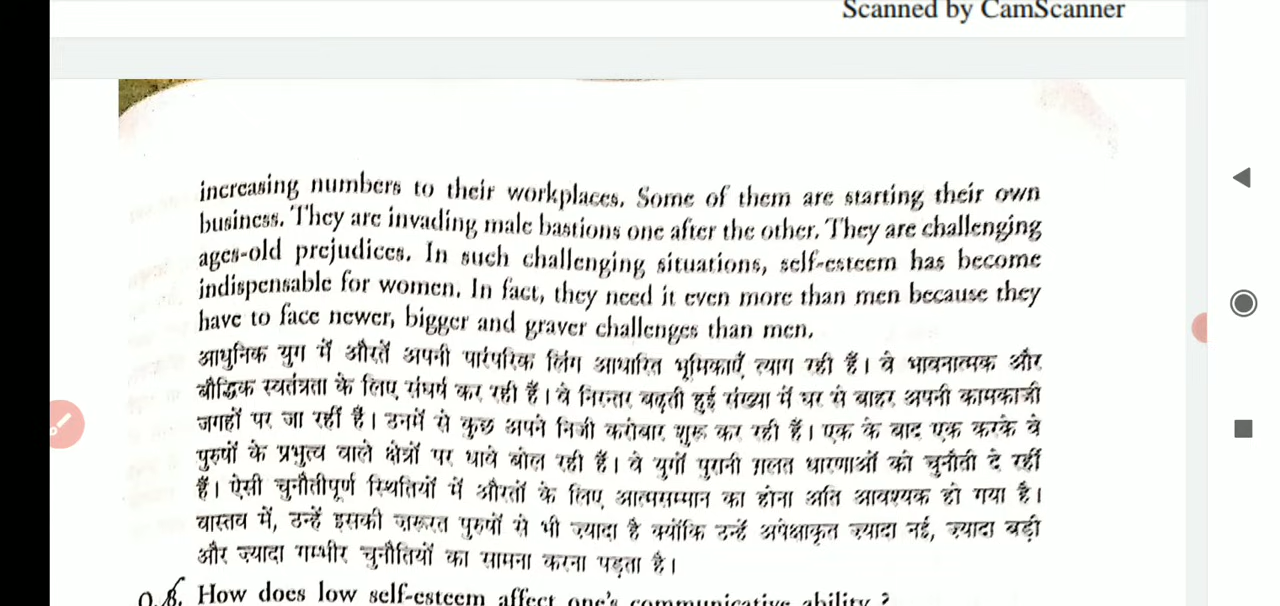 Scanned by CamScanner
increasing numbers to their workplaces. Some of them are starting their own
business. They are invading male bastions one after the other. They are challenging
ages-old prejudices. In such challenging situations, self-esteem has become
indispensable for women. In fact, they need it even more than men because they
have to face newer, bigger and graver challenges than men.
आधुनिक युग में औरतें अपनी पारंपरिक लिंग आधारित भूमिकाएँ त्याग रही हैं। वे भावनात्मक और
बौद्धिक स्वतंत्रता के लिए संघर्ष कर रही हैं। वे निरन्तर बढ़ती हुई संख्या में घर से बाहर अपनी कामकाजी
जगहों पर जा रहीं हैं। उनमें से कुछ अपने निजी करोबार शुरू कर रही हैं। एक के बाद एक करके वे
पुरुषों के प्रभुत्व वाले क्षेत्रों पर धावे बोल रही हैं। वे युगों पुरानी ग़लत धारणाओं को चुनौती दे रहीं
हैं। ऐसी चुनौतीपूर्ण स्थितियों में औरतों के लिए आत्मसम्मान का होना अति आवश्यक हो गया है।
वास्तव में, उन्हें इसकी ज़रूरत पुरुषों से भी ज़्यादा है क्योंकि उन्हें अपेक्षाकृत ज़्यादा नई, ज़्यादा बड़ी
और ज़्यादा गम्भीर चुनौतियों का सामना करना पड़ता है।
Q. 8. How does low self-esteem affect one's communicative ability ?